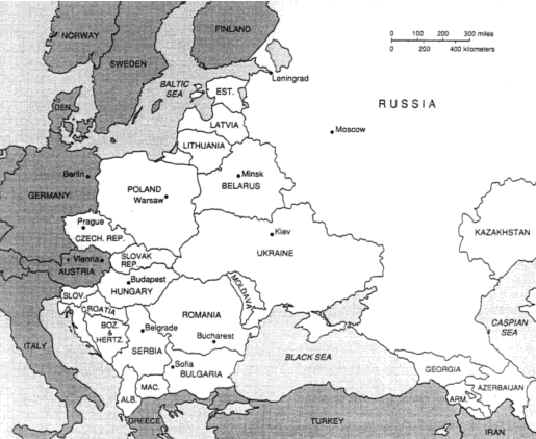 NORWAY
FINLAND
0 100 200 300 miles
0 200 400 kilometers
SWEDEN
Leningrad
BALTIC
SEA
EST.
DEN.
RUSSIA
LATVIA
Moscow
LITHUANIA
Berlin
Minsk
BELARUS
POLAND
Warsaw
GERMANY
Prague
CZECH. REP.
Kiev
KAZAKHSTAN
UKRAINE
Vienna
SLOVAK
REP.
AUSTRIA
Budapest
HUNGARY
MOLDAVA
SLOV.
CROATIA
ROMANIA
BOZ.
&
HERTZ.
Belgrade
Bucharest
CASPIAN
SEA
ITALY
SERBIA
BLACK SEA
Sofia
BULGARIA
GEORGIA
MAC.
AZERBAIJAN
ALB.
ARM.
GREECE
TURKEY
IRAN